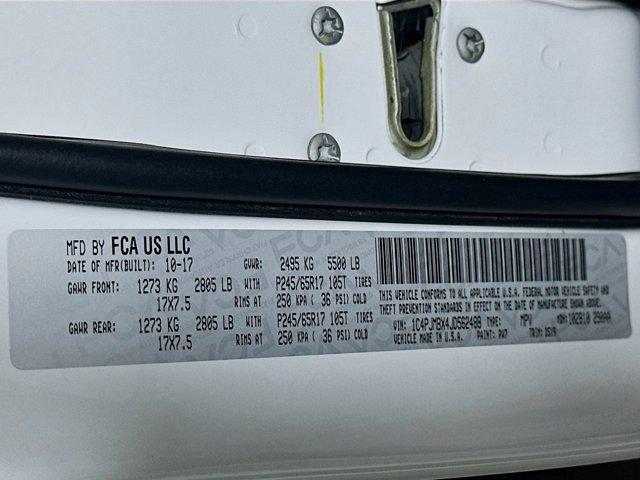 MFD BY FCA US LLC
DATE OF MFR(BUILT): 10-17 GVWR: 2495 KG 5500 LB
GAWR FRONT: 1273 KG 2805 LB WITH P245/65R17 105T TIRES
17X7.5 RIMS AT 250 KPA ( 36 PSI) COLD
GAWR REAR: 1273 KG 2805 LB WITH P245/65R17 105T TIRES
17X7.5 RIMS AT 250 KPA ( 36 PSI) COLD
THIS VEHICLE CONFORMS TO ALL APPLICABLE U.S.A. FEDERAL MOTOR VEHICLE SAFETY AND
THEFT PREVENTION STANDARDS IN EFFECT ON THE DATE OF MANUFACTURE SHOWN ABOVE.
VIN: 1C4PJMBX4JD562488 TYPE: MPV MDH: 102810
VEHICLE MADE IN U.S.A. PAINT: PW7 TRIM: